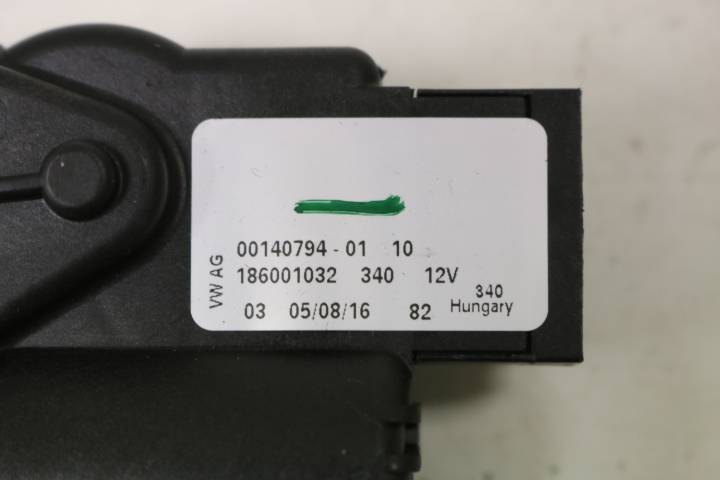 VW AG
00140794 - 01 10
186001032 340 12V
03 05/08/16 82
340
Hungary